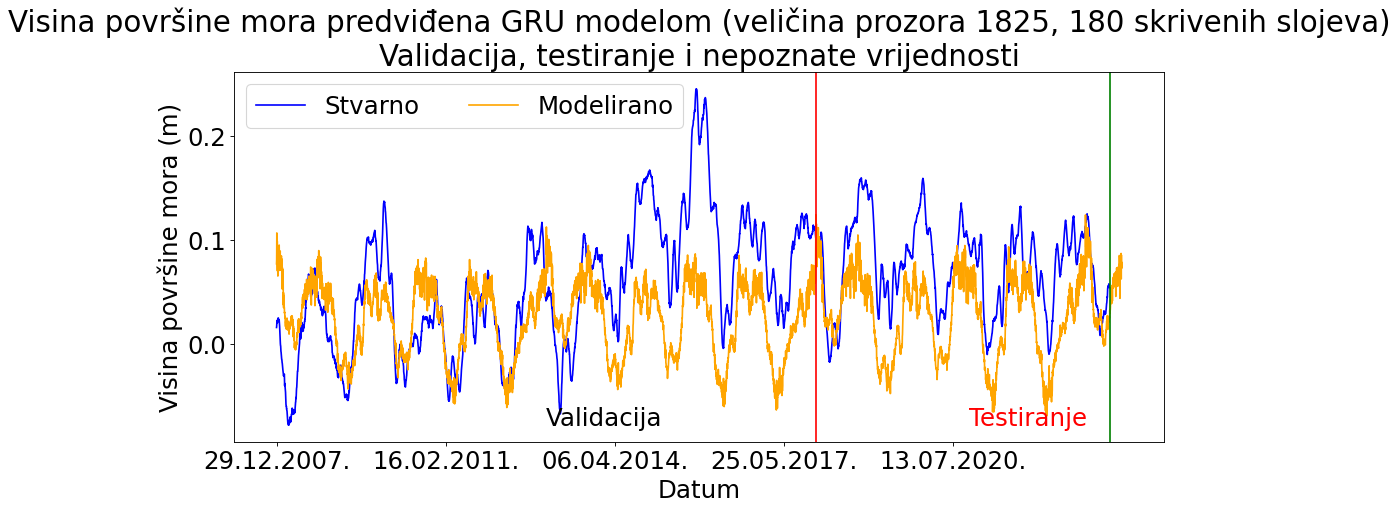 Visina površine mora predviđena GRU modelom (veličina prozora 1825, 180 skrivenih slojeva)
Validacija, testiranje i nepoznate vrijednosti
Stvarno
Modelirano
Visina površine mora (m)
0.2
0.1
0.0
Validacija
Testiranje
29.12.2007.
16.02.2011.
06.04.2014.
25.05.2017.
13.07.2020.
Datum